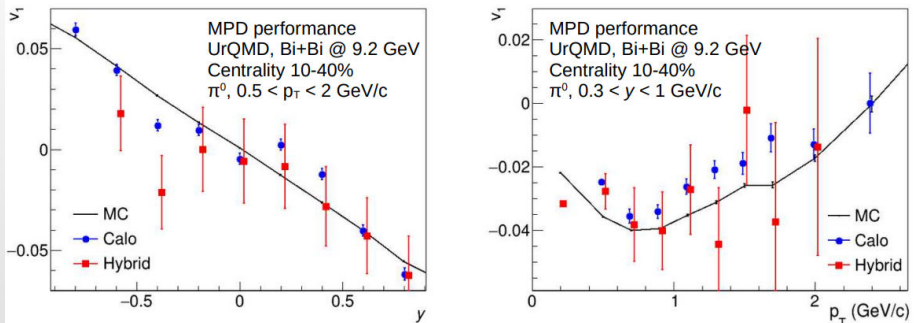 v₁
0.05
0
−0.05
MPD performance
UrQMD, Bi+Bi @ 9.2 GeV
Centrality 10-40%
π⁰, 0.5 < pT < 2 GeV/c
MC
Calo
Hybrid
−0.5
0
0.5
y
v₁
0.02
0
−0.02
−0.04
MPD performance
UrQMD, Bi+Bi @ 9.2 GeV
Centrality 10-40%
π⁰, 0.3 < y < 1 GeV/c
MC
Calo
Hybrid
0
1
2
pT (GeV/c)